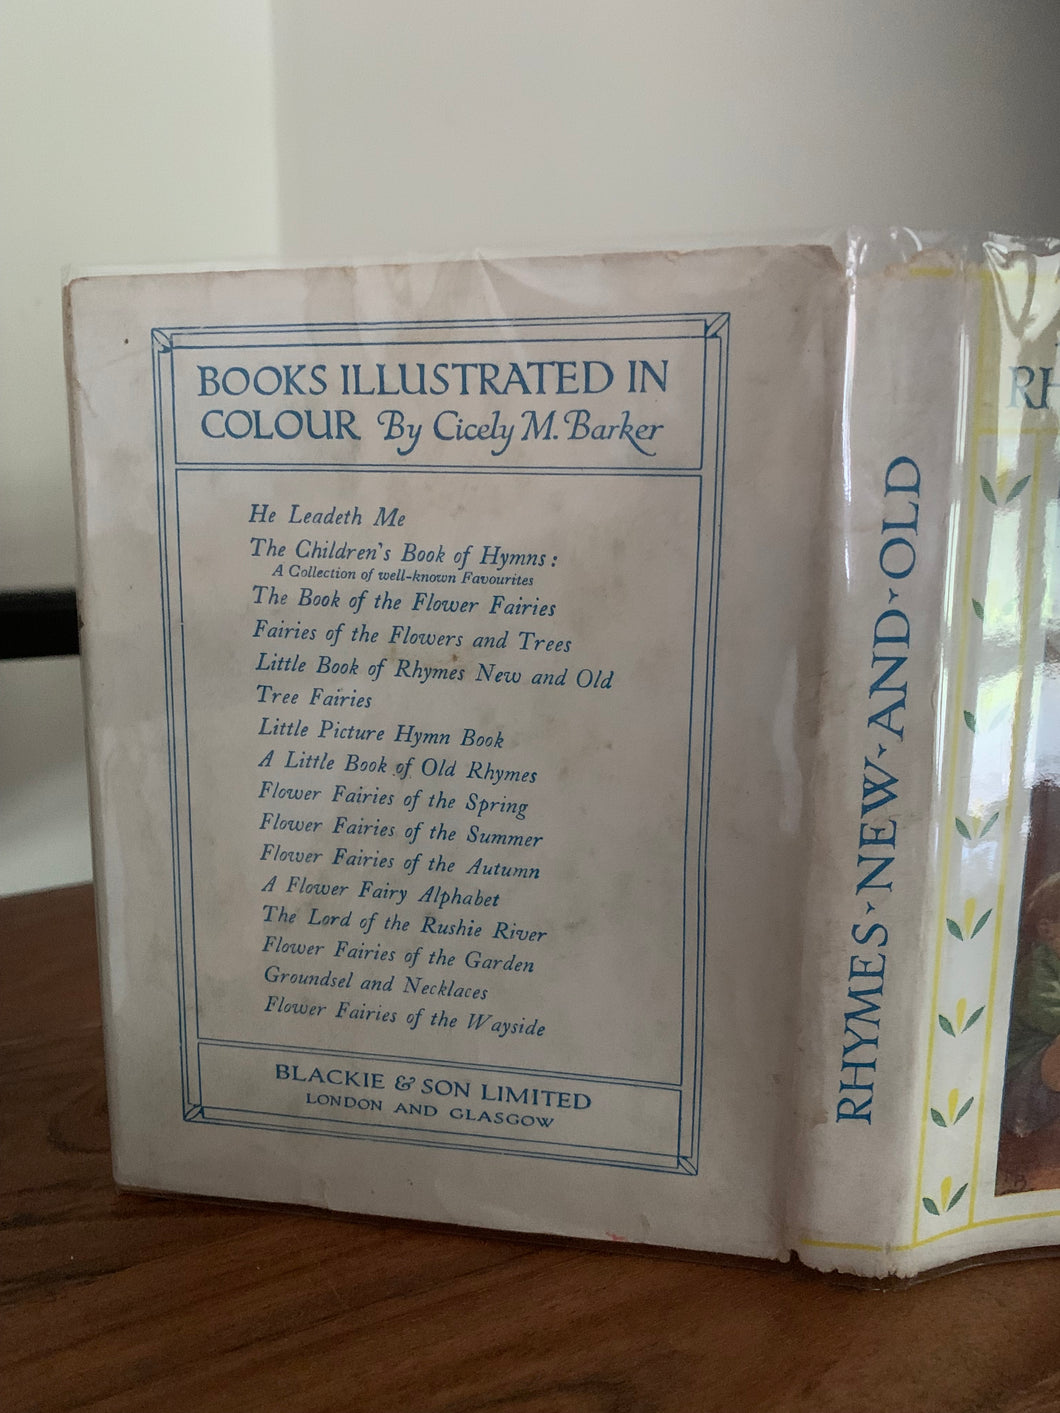 BOOKS ILLUSTRATED IN
COLOUR By Cicely M. Barker
He Leadeth Me
The Children's Book of Hymns:
A Collection of well-known Favourites
The Book of the Flower Fairies
Fairies of the Flowers and Trees
Little Book of Rhymes New and Old
Tree Fairies
Little Picture Hymn Book
A Little Book of Old Rhymes
Flower Fairies of the Spring
Flower Fairies of the Summer
Flower Fairies of the Autumn
A Flower Fairy Alphabet
The Lord of the Rushie River
Flower Fairies of the Garden
Groundsel and Necklaces
Flower Fairies of the Wayside
BLACKIE & SON LIMITED
LONDON AND GLASGOW
RHYMES·NEW·AND·OLD
RH